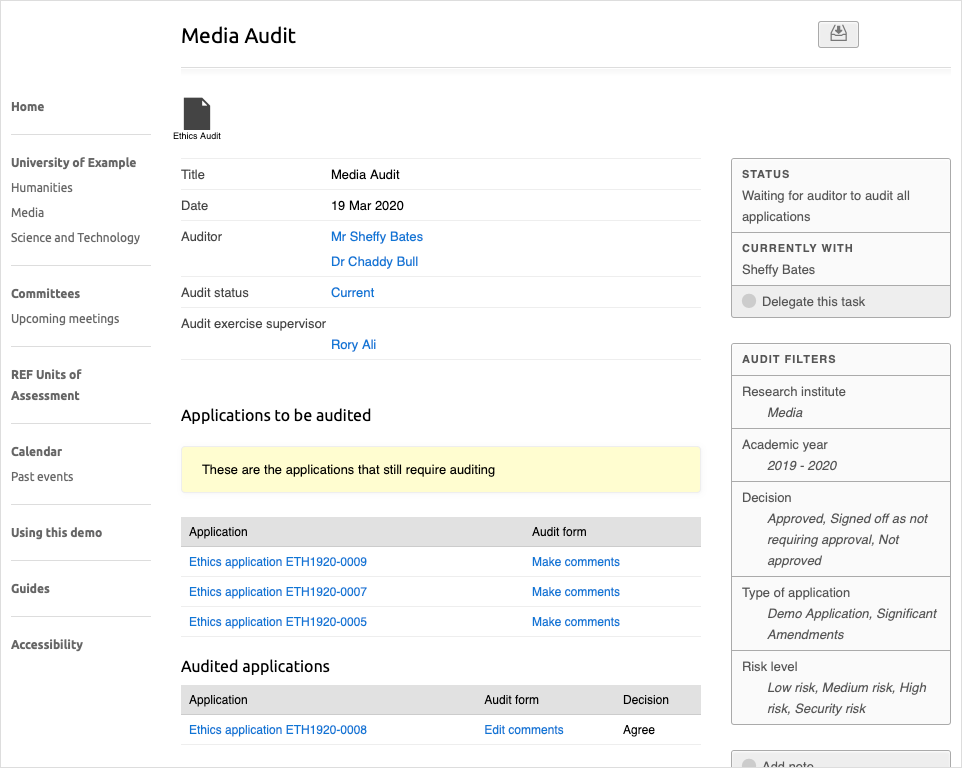 Media Audit
Home
University of Example
Humanities
Media
Science and Technology
Committees
Upcoming meetings
REF Units of
Assessment
Calendar
Past events
Using this demo
Guides
Accessibility
Ethics Audit
Title Media Audit
Date 19 Mar 2020
Auditor Mr Sheffy Bates
Dr Chaddy Bull
Audit status Current
Audit exercise supervisor
Rory Ali
Applications to be audited
These are the applications that still require auditing
Application Audit form
Ethics application ETH1920-0009 Make comments
Ethics application ETH1920-0007 Make comments
Ethics application ETH1920-0005 Make comments
Audited applications
Application Audit form Decision
Ethics application ETH1920-0008 Edit comments Agree
STATUS
Waiting for auditor to audit all
applications
CURRENTLY WITH
Sheffy Bates
Delegate this task
AUDIT FILTERS
Research institute
Media
Academic year
2019 - 2020
Decision
Approved, Signed off as not
requiring approval, Not
approved
Type of application
Demo Application, Significant
Amendments
Risk level
Low risk, Medium risk, High
risk, Security risk
Add note